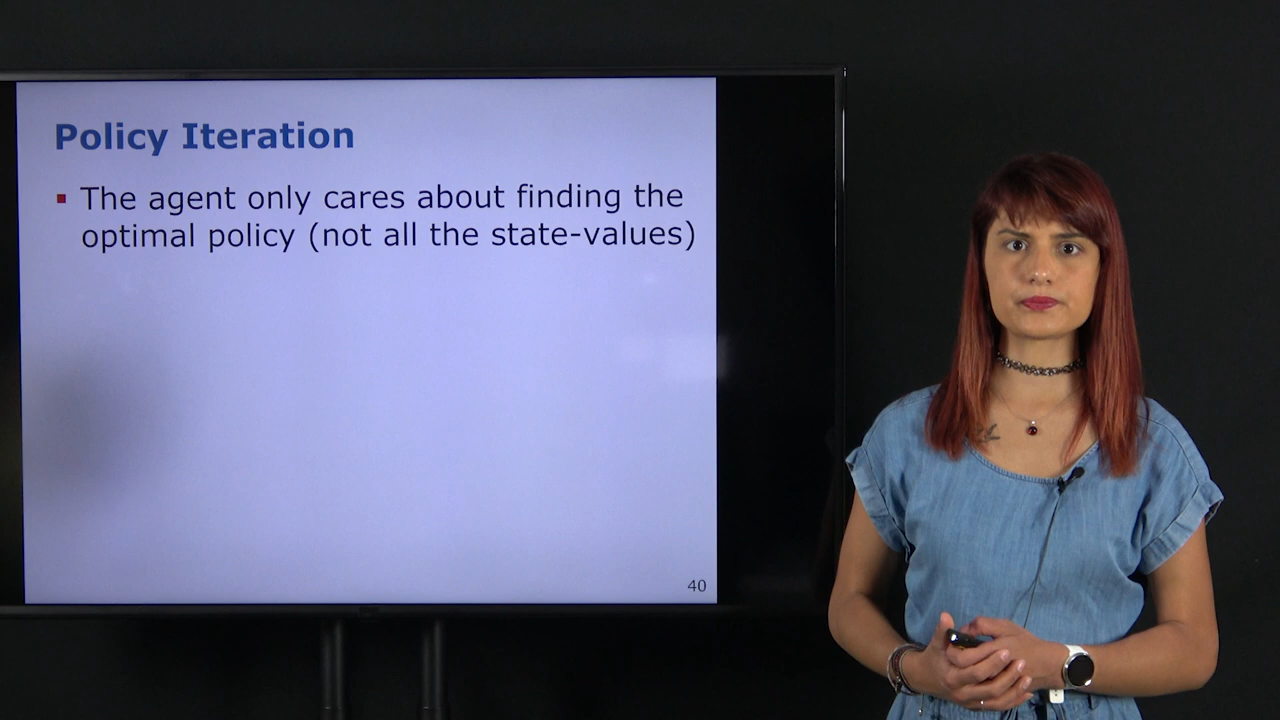 Policy Iteration
▪ The agent only cares about finding the
optimal policy (not all the state-values)
40